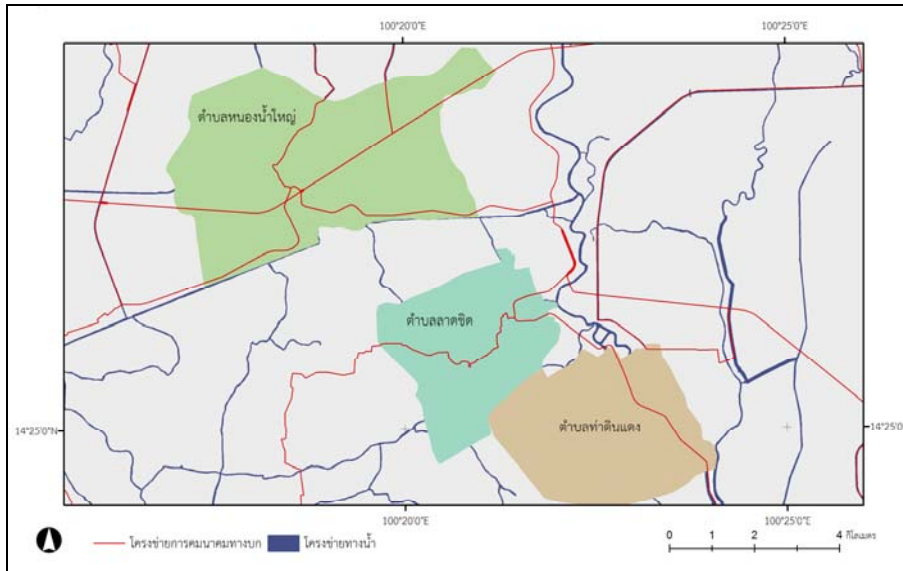 100°20'0"E 100°25'0"E
ตำบลหนองน้ำใหญ่
ตำบลลาดชิด
ตำบลท่าดินแดง
14°25'0"N 14°25'0"
100°20'0"E 100°25'0"E
โครงข่ายการคมนาคมทางบก โครงข่ายทางน้ำ
0 1 2 4 กิโลเมตร